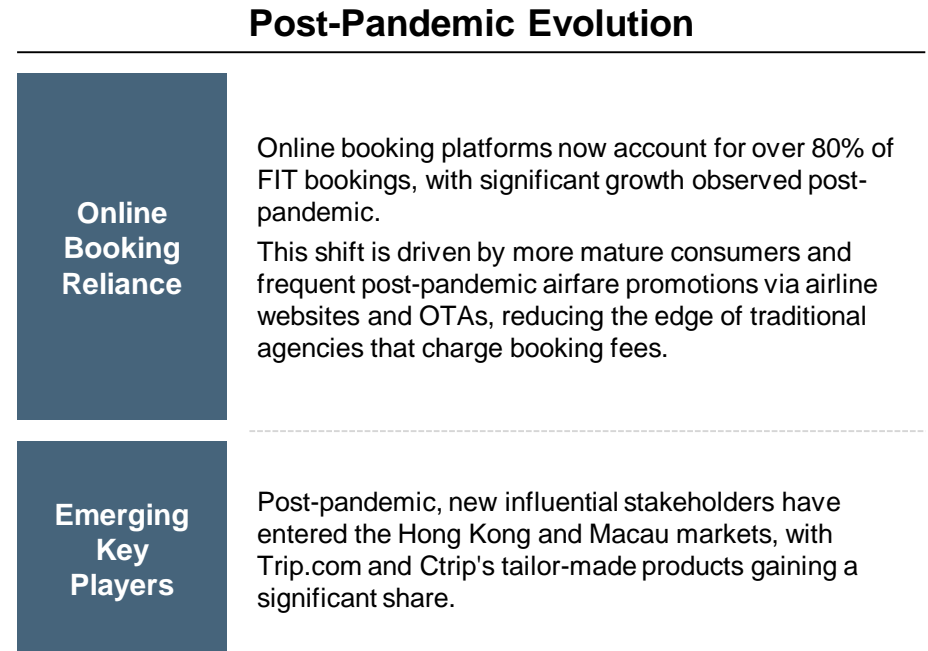 Post-Pandemic Evolution
Online
Booking
Reliance
Online booking platforms now account for over 80% of
FIT bookings, with significant growth observed post-
pandemic.
This shift is driven by more mature consumers and
frequent post-pandemic airfare promotions via airline
websites and OTAs, reducing the edge of traditional
agencies that charge booking fees.
Emerging
Key
Players
Post-pandemic, new influential stakeholders have
entered the Hong Kong and Macau markets, with
Trip.com and Ctrip's tailor-made products gaining a
significant share.